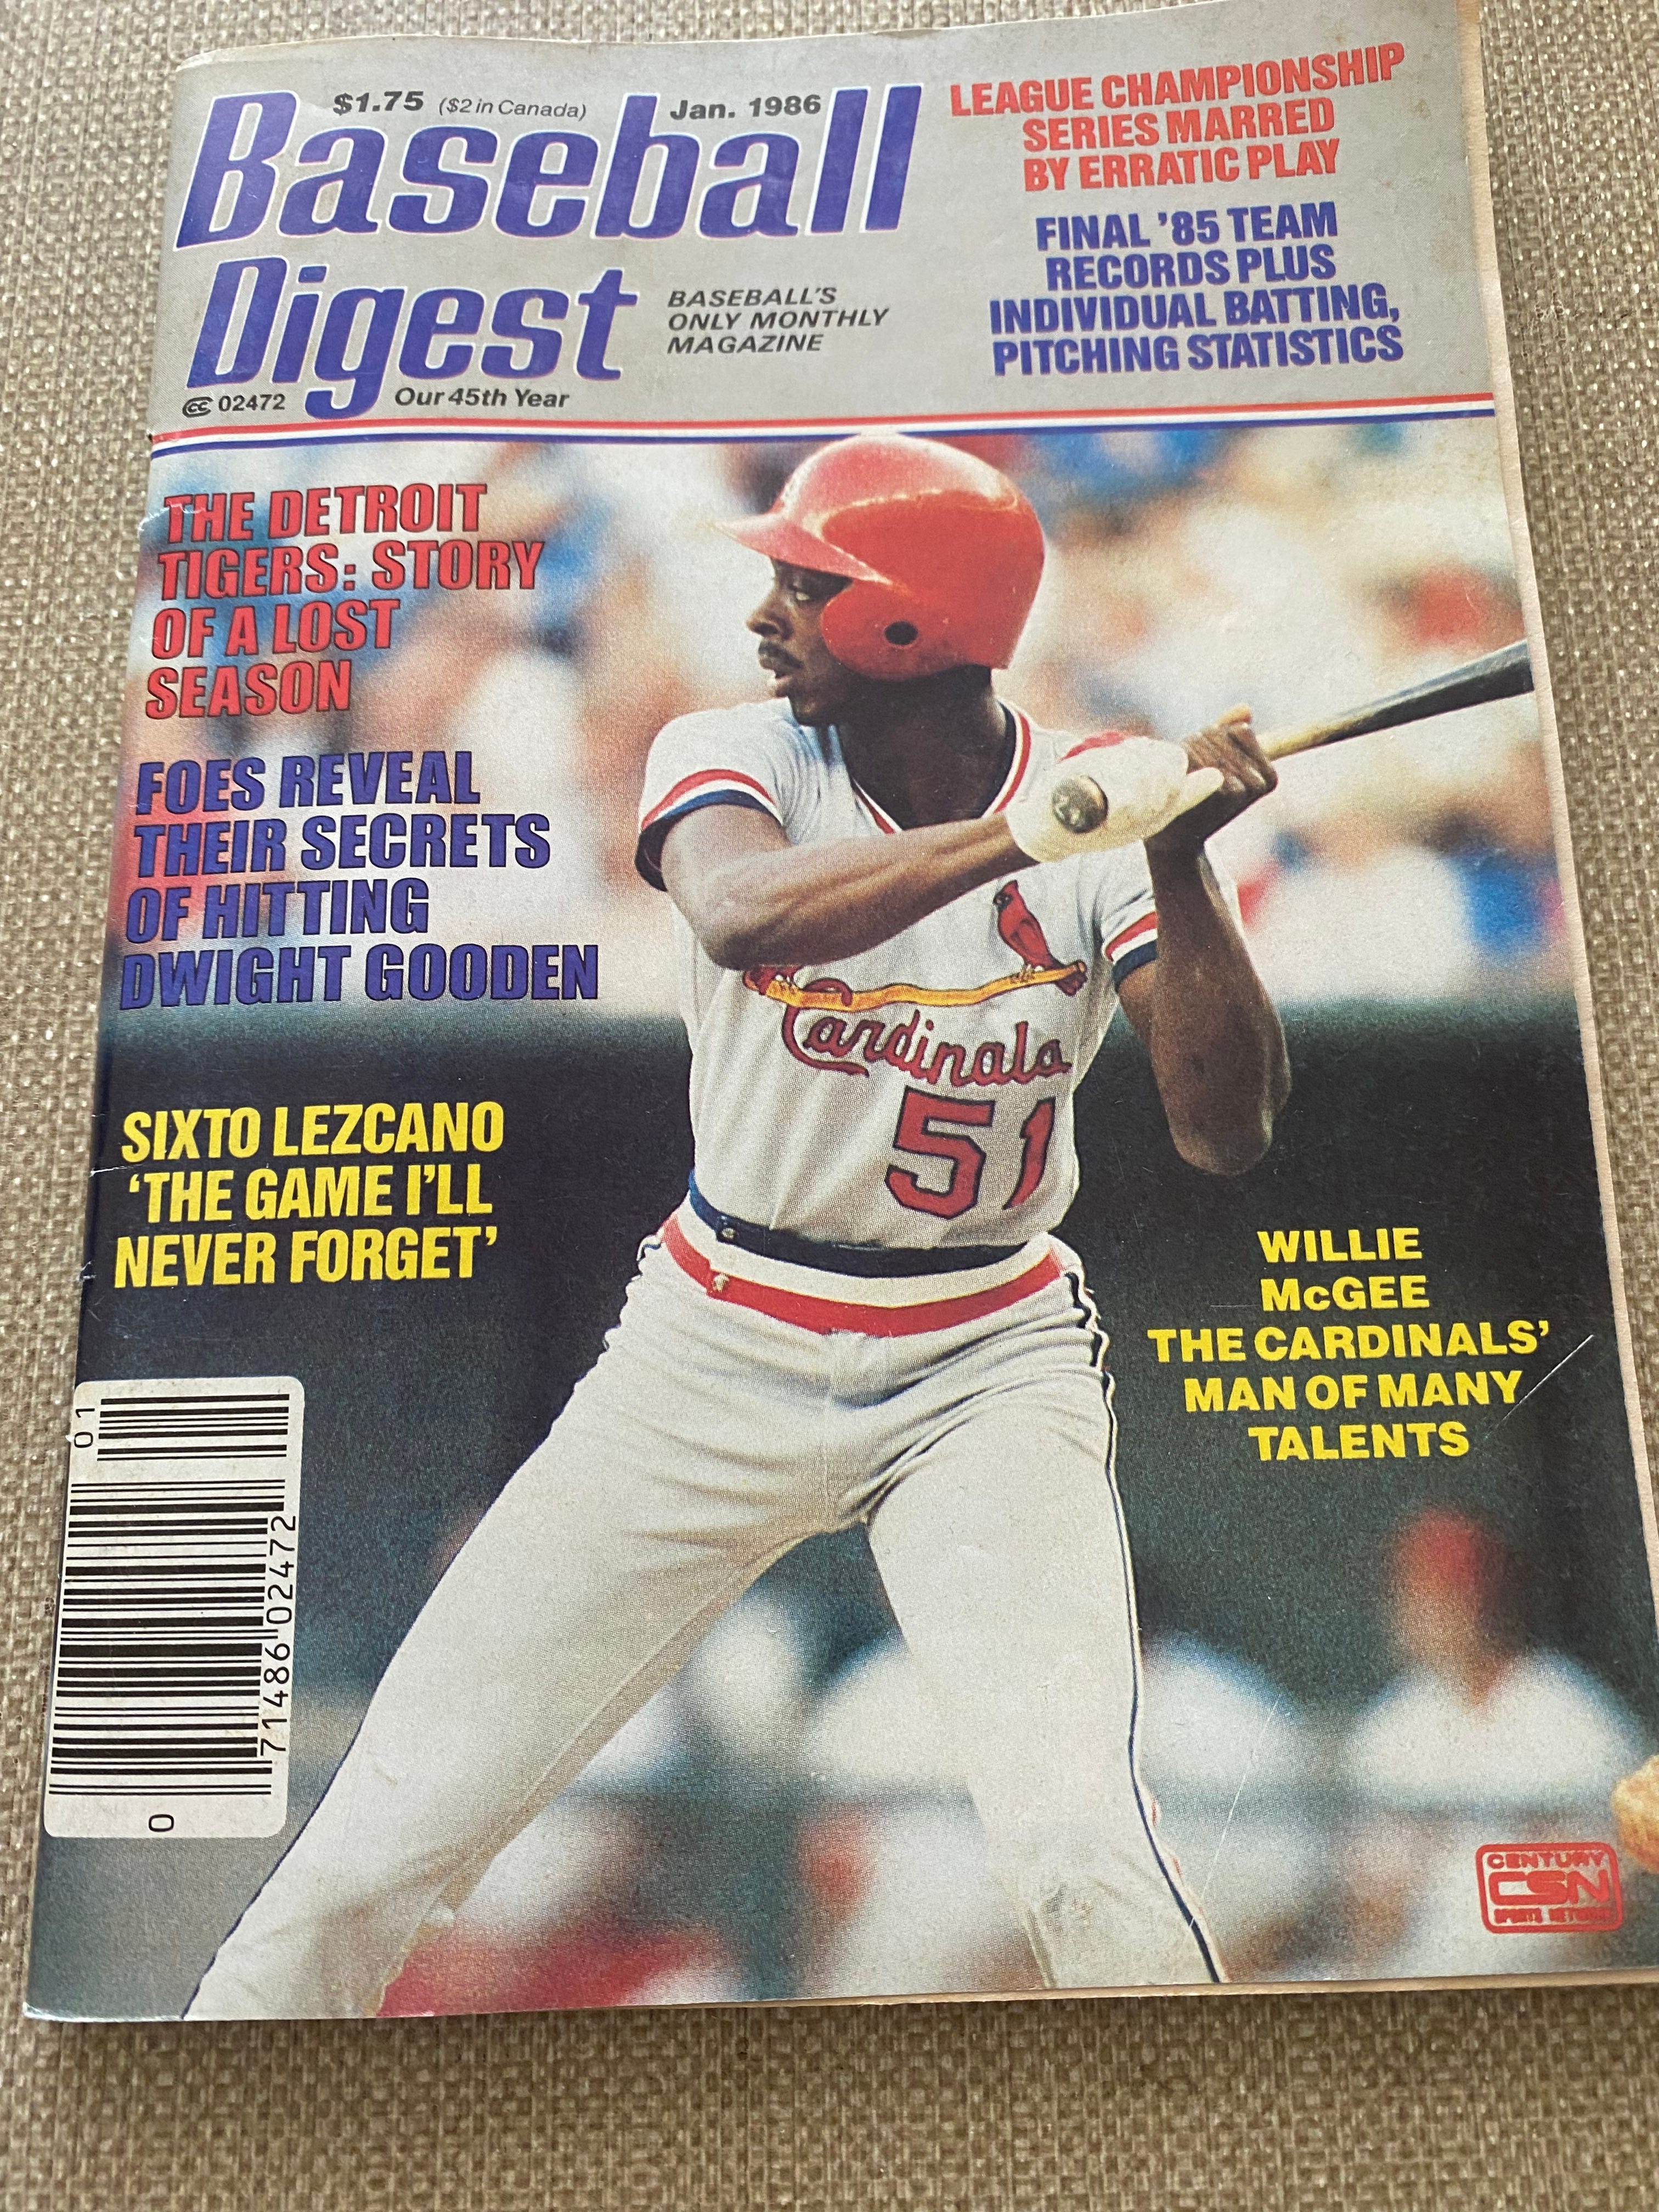 $1.75 ($2 in Canada)
Jan. 1986
Baseball
Digest
BASEBALL'S
ONLY MONTHLY
MAGAZINE
cc 02472
Our 45th Year
LEAGUE CHAMPIONSHIP
SERIES MARRED
BY ERRATIC PLAY
FINAL '85 TEAM
RECORDS PLUS
INDIVIDUAL BATTING,
PITCHING STATISTICS
THE DETROIT
TIGERS: STORY
OF A LOST
SEASON
FOES REVEAL
THEIR SECRETS
OF HITTING
DWIGHT GOODEN
SIXTO LEZCANO
'THE GAME I'LL
NEVER FORGET'
Cardinals
51
WILLIE
McGEE
THE CARDINALS'
MAN OF MANY
TALENTS
01
0
71486 02472
CENTURY
CSN
SPORTS NETWORK